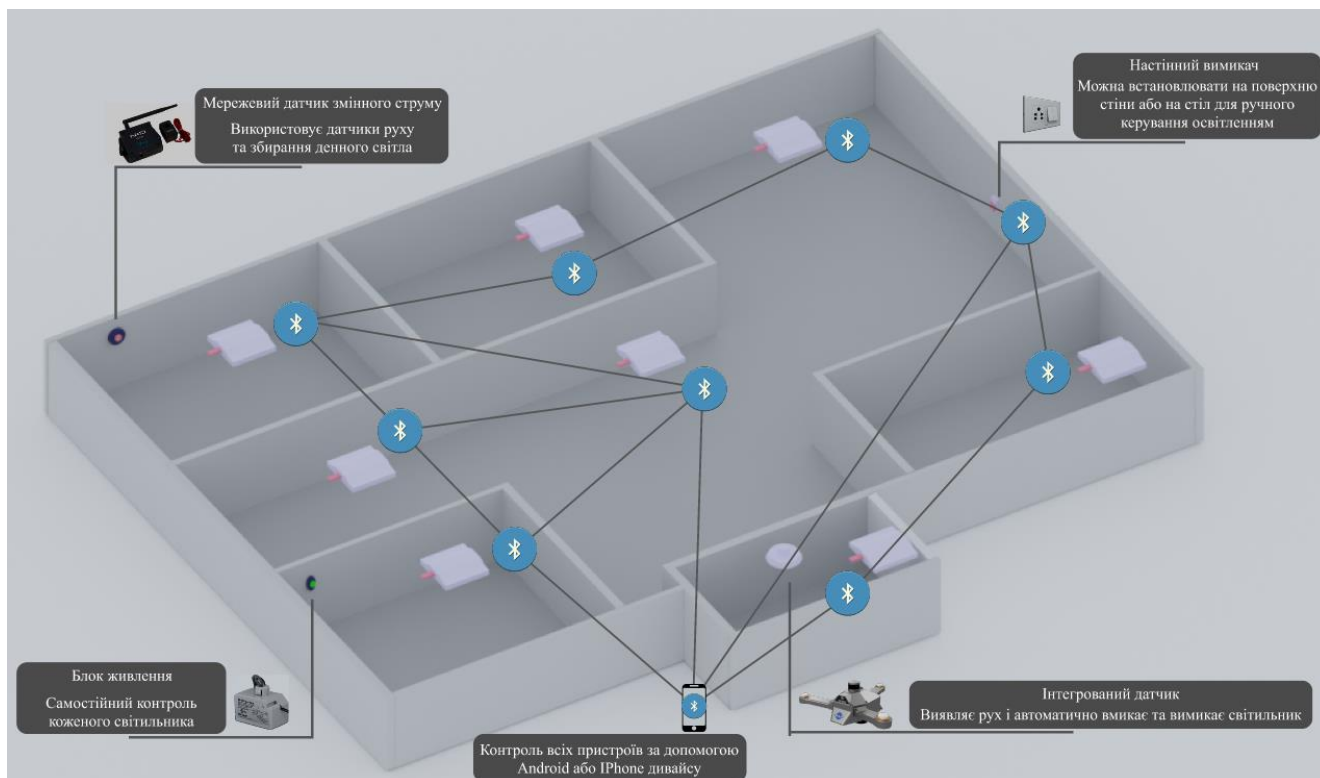 Мережевий датчик змінного струму
Використовує датчики руху
та збирання денного світла
Настінний вимикач
Можна встановлювати на поверхню
стіни або на стіл для ручного
керування освітленням
Блок живлення
Самостійний контроль
коженого світильника
Контроль всіх пристроїв за допомогою
Android або IPhone дивайсу
Інтегрований датчик
Виявляє рух і автоматично вмикає та вимикає світильник